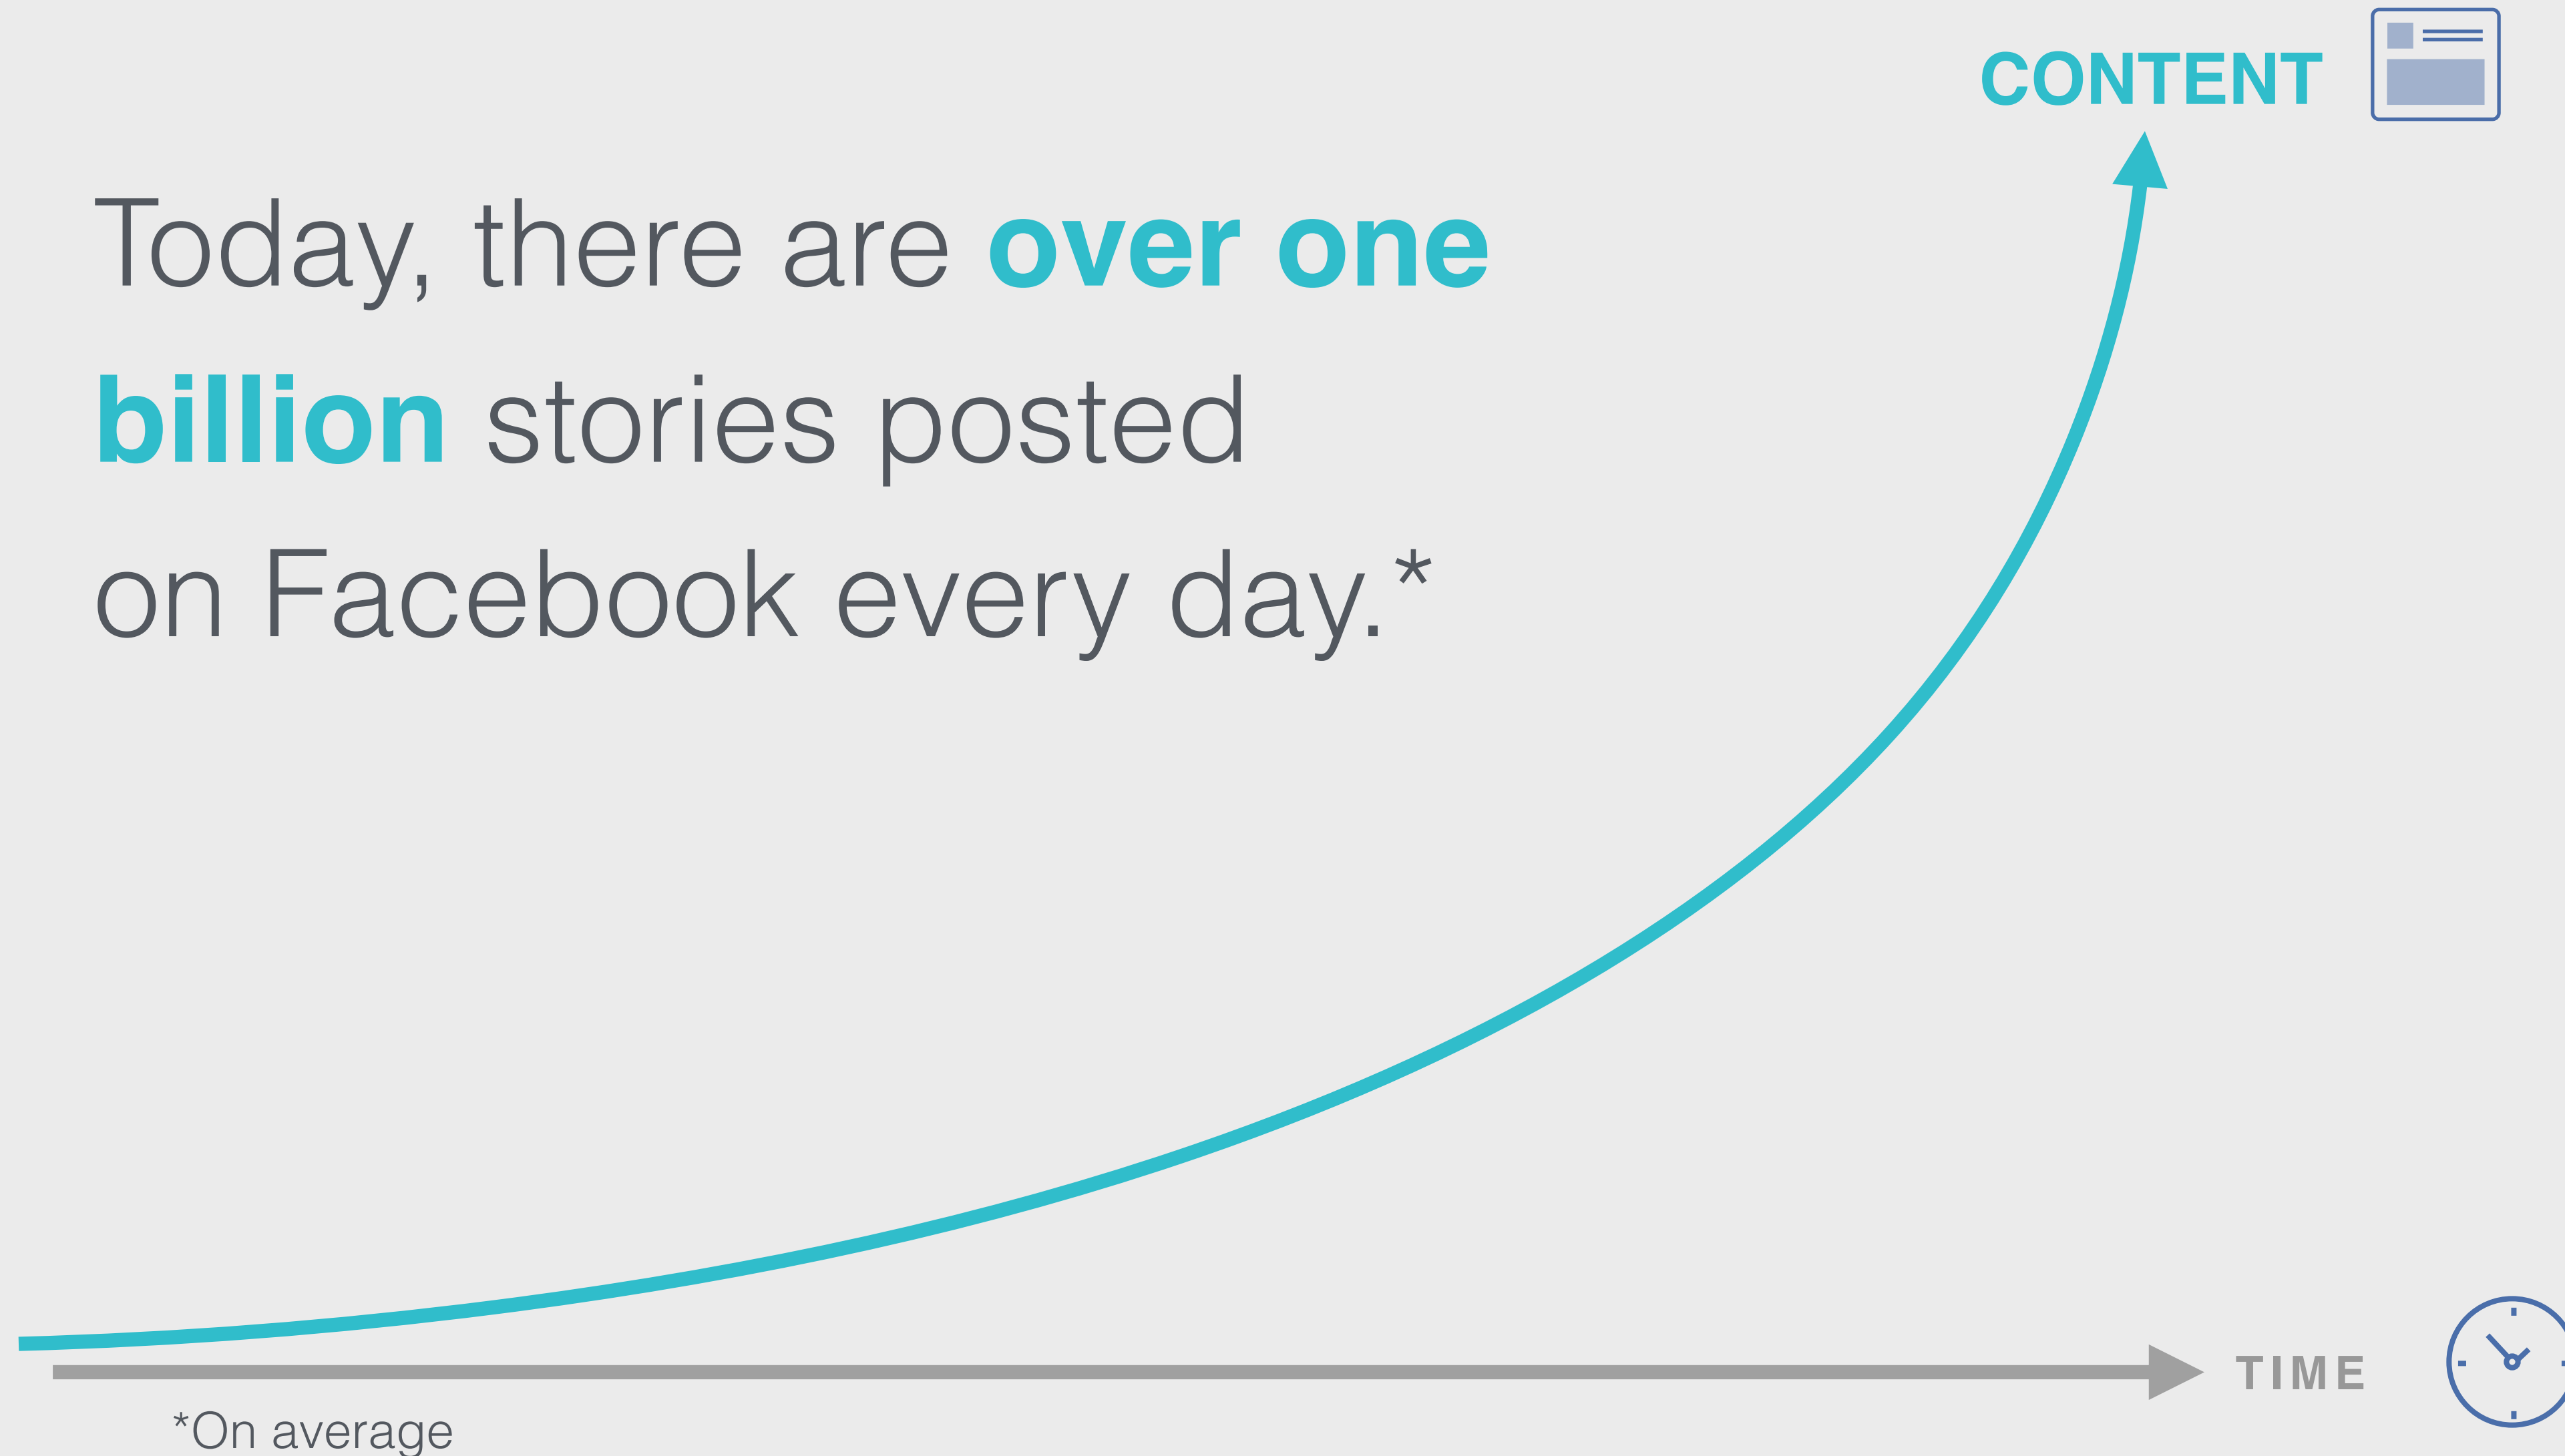 CONTENT
Today, there are over one
billion stories posted
on Facebook every day.*
TIME
*On average